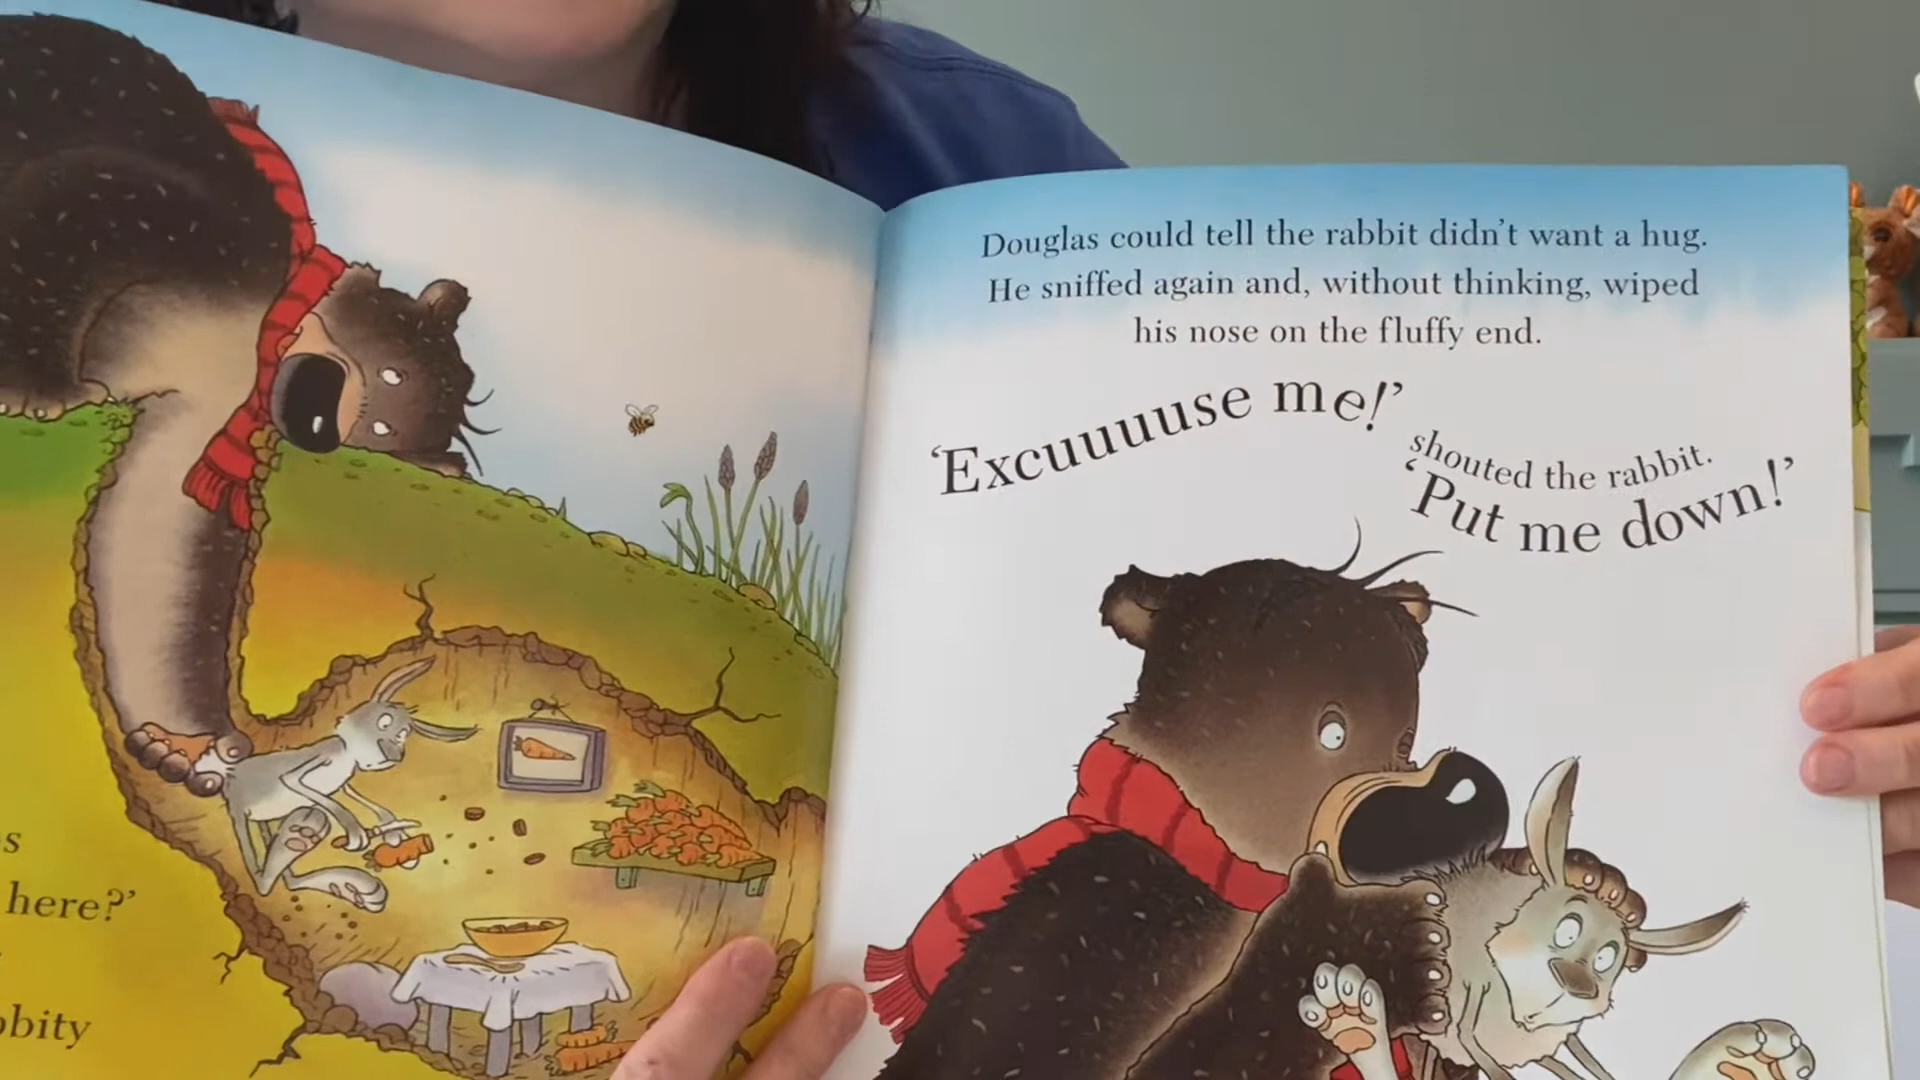 here?’
Douglas could tell the rabbit didn’t want a hug.
He sniffed again and, without thinking, wiped
his nose on the fluffy end.
‘Excuuuuse me!’
shouted the rabbit.
‘Put me down!’